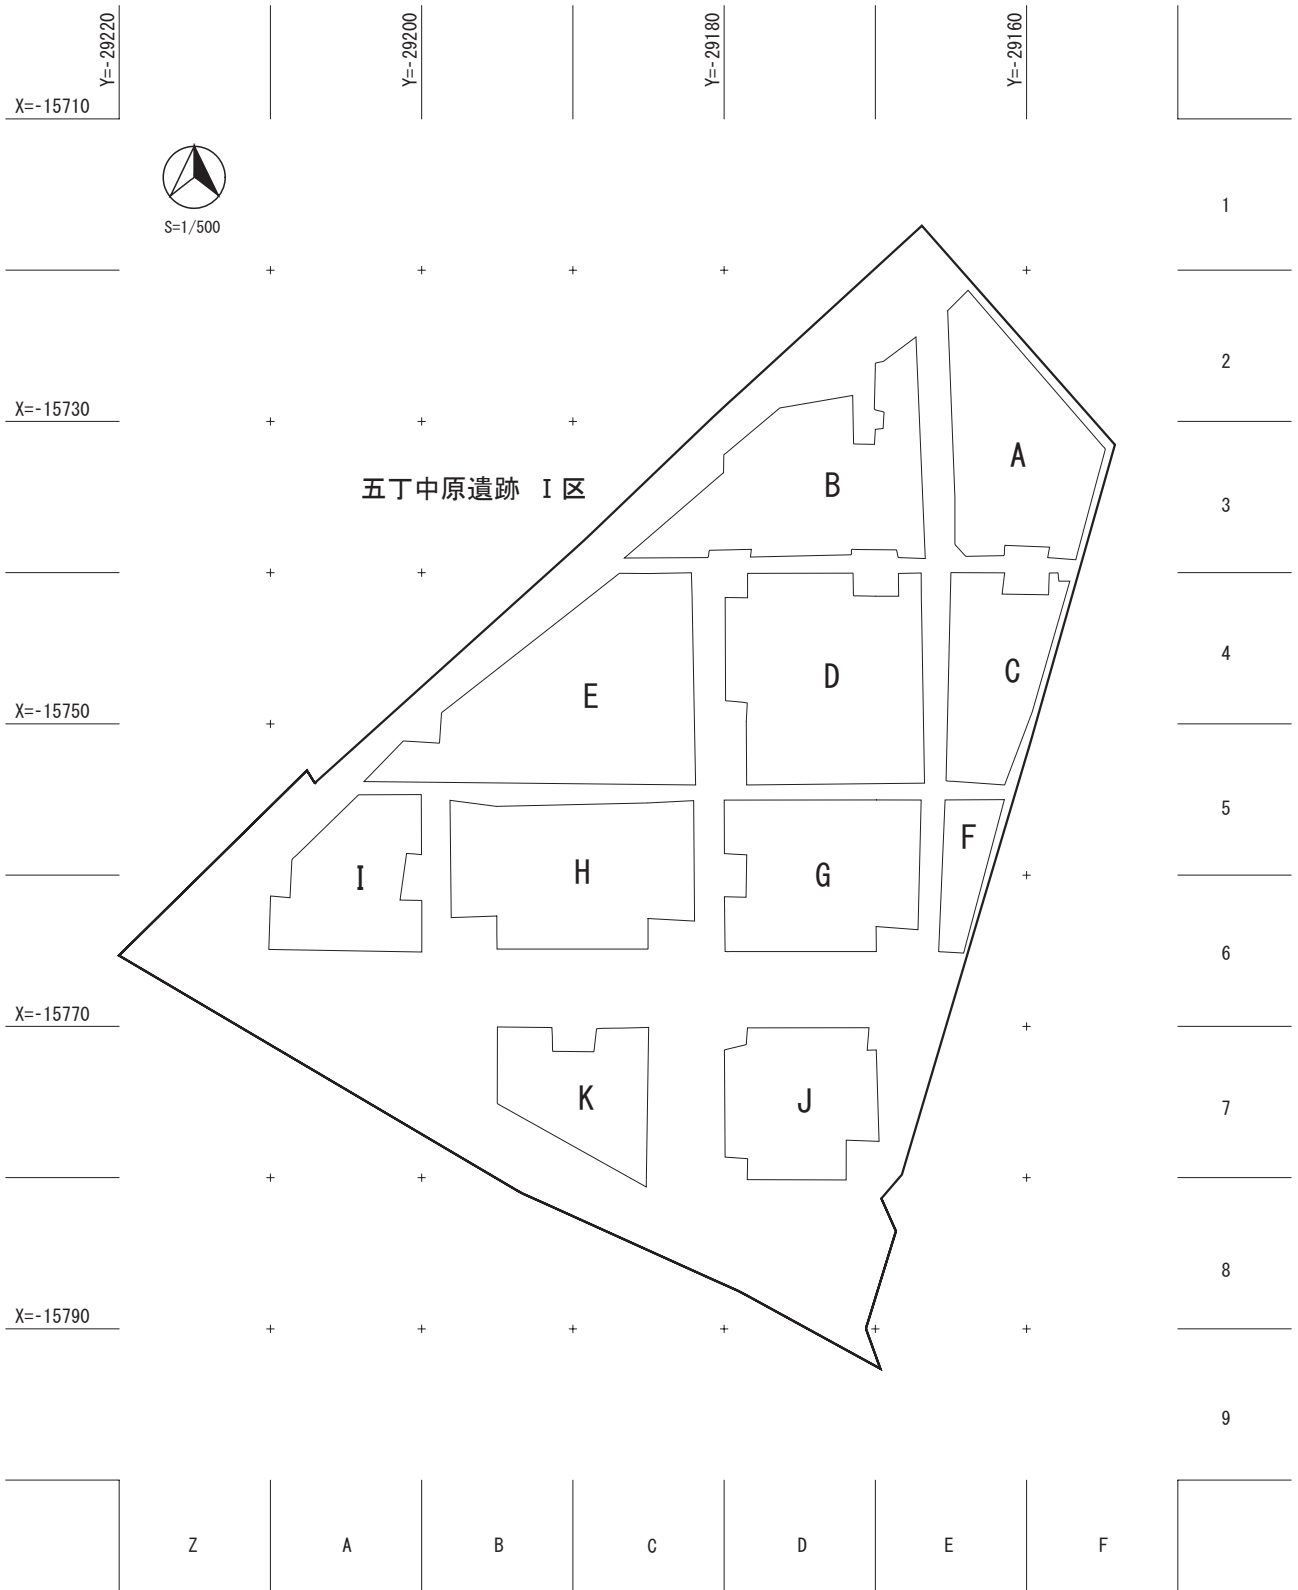 Y=-29220
Y=-29200
Y=-29180
Y=-29160
X=-15710
S=1/500
1
2
X=-15730
A
五丁中原遺跡 I区
B
3
4
C
D
E
X=-15750
5
F
I
H
G
6
X=-15770
K
J
7
8
X=-15790
9
Z
A
B
C
D
E
F